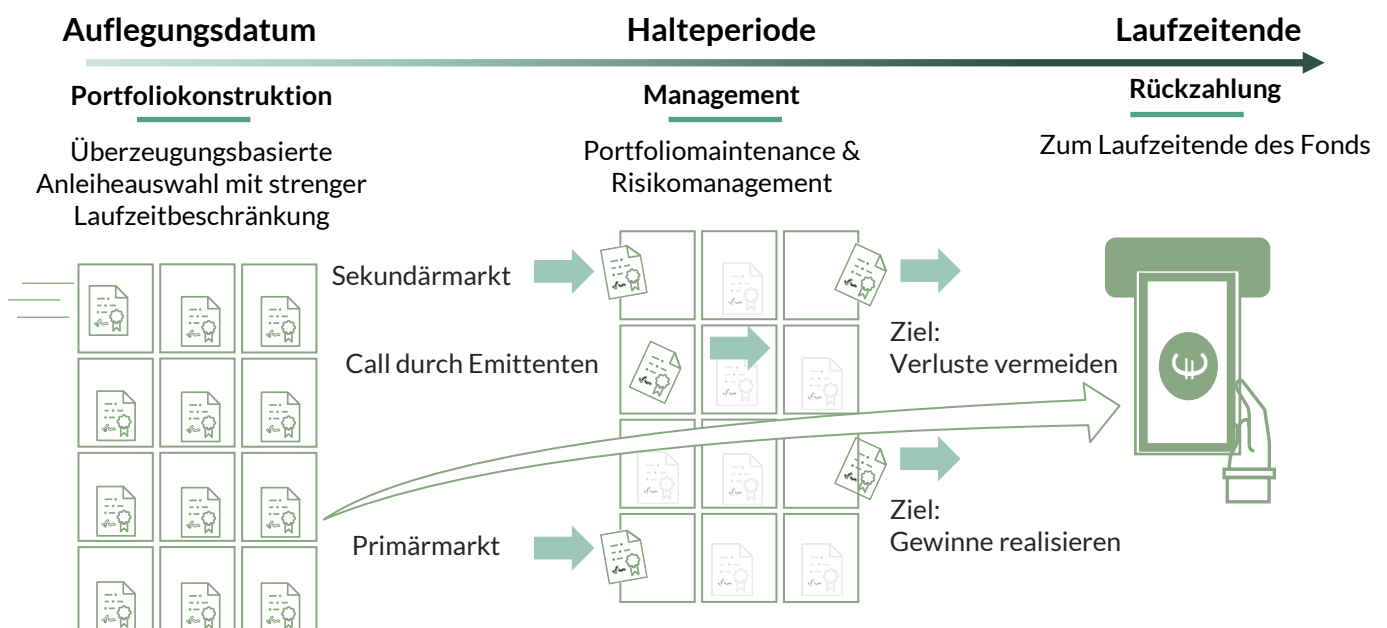 Auflegungsdatum
Halteperiode
Laufzeitende
Portfoliokonstruktion
Management
Rückzahlung
Überzeugungsbasierte
Anleiheauswahl mit strenger
Laufzeitbeschränkung
Portfoliomaintenance &
Risikomanagement
Zum Laufzeitende des Fonds
Sekundärmarkt
Call durch Emittenten
Primärmarkt
Ziel:
Verluste vermeiden
Ziel:
Gewinne realisieren